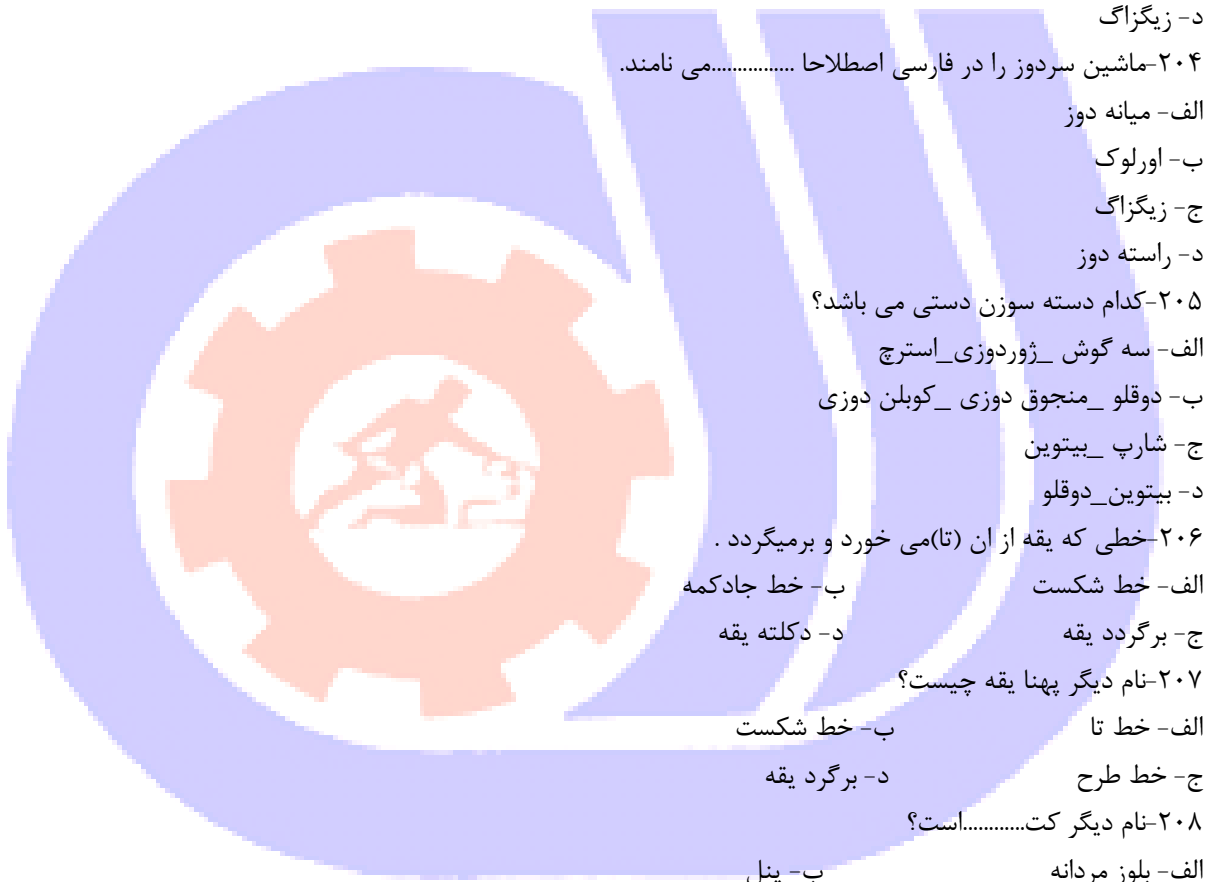 د- زیگزاگ
۲۰۴-ماشین سردوز را در فارسی اصطلاحا ...............می نامند.
الف- میانه دوز
ب- اورلوک
ج- زیگزاگ
د- راسته دوز
۲۰۵-کدام دسته سوزن دستی می باشد؟
الف- سه گوش _ژوردوزی_استرچ
ب- دوقلو _منجوق دوزی _کوبلن دوزی
ج- شارپ _بیتوین
د- بیتوین_دوقلو
۲۰۶-خطی که یقه از ان (تا)می خورد و برمیگردد .
الف- خط شکست ب- خط جادکمه
ج- برگردد یقه د- دکلته یقه
۲۰۷-نام دیگر پهنا یقه چیست؟
الف- خط تا ب- خط شکست
ج- خط طرح د- برگرد یقه
۲۰۸-نام دیگر کت............است؟
الف- بلوز مردانه ب- پنل